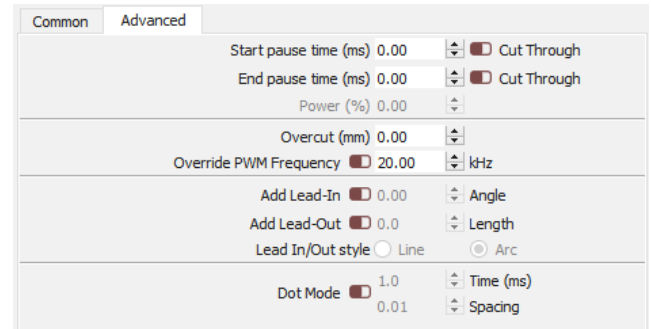 Common Advanced
Start pause time (ms) 0.00 Cut Through
End pause time (ms) 0.00 Cut Through
Power (%) 0.00
Overcut (mm) 0.00
Override PWM Frequency 20.00 kHz
Add Lead-In 0.00 Angle
Add Lead-Out 0.0 Length
Lead In/Out style Line Arc
Dot Mode 1.0 Time (ms)
0.01 Spacing